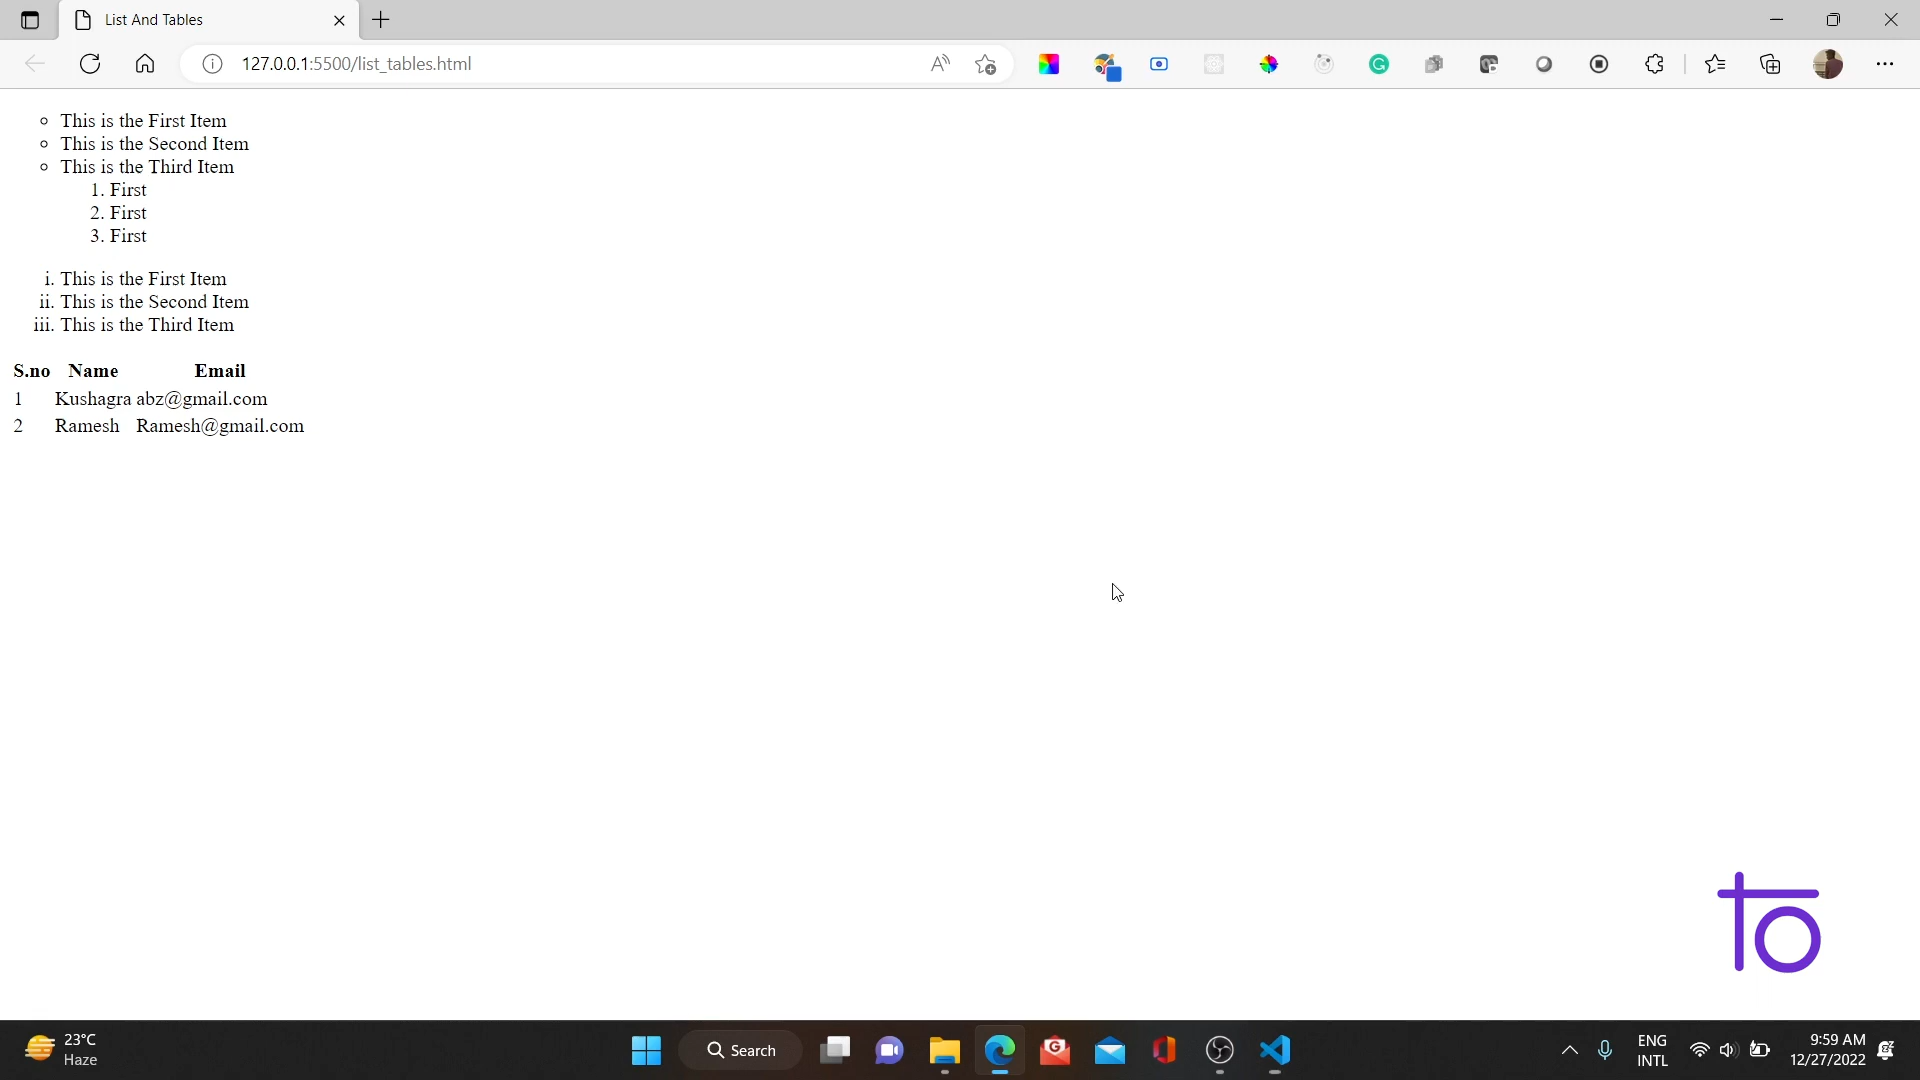 List And Tables
127.0.0.1:5500/list_tables.html
This is the First Item
This is the Second Item
This is the Third Item
1. First
2. First
3. First
i. This is the First Item
ii. This is the Second Item
iii. This is the Third Item
S.no Name Email
1 Kushagra abz@gmail.com
2 Ramesh Ramesh@gmail.com
to
23°C
Haze
Search
ENG
INTL
9:59 AM
12/27/2022